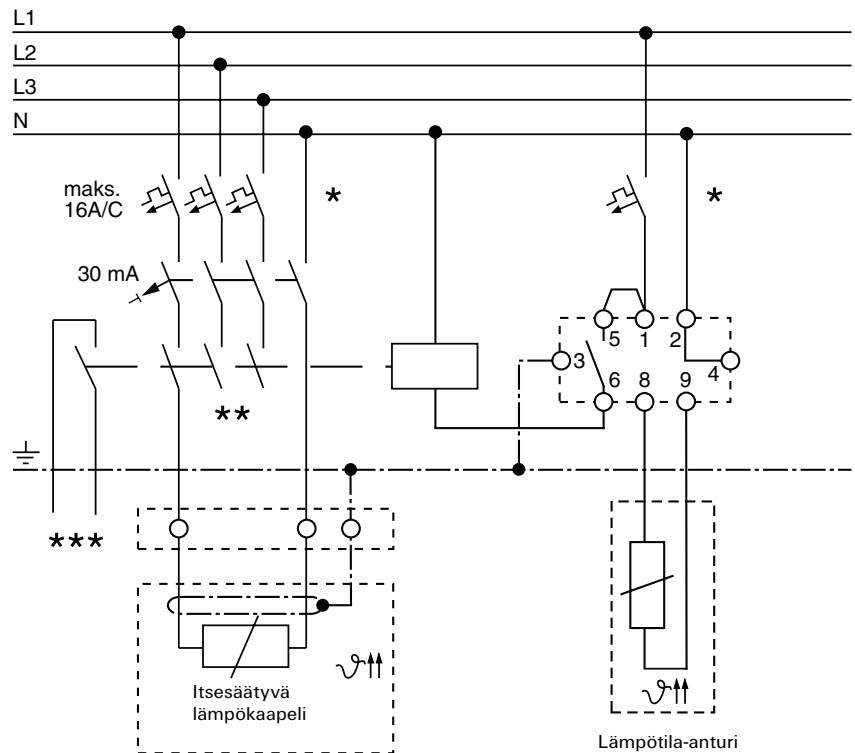 L1
L2
L3
N
maks.
16A/C
*
*
30 mA
5 1 2
3 4
6 8 9
**
***
Itsesäätyvä
lämpökaapeli
Lämpötila-anturi